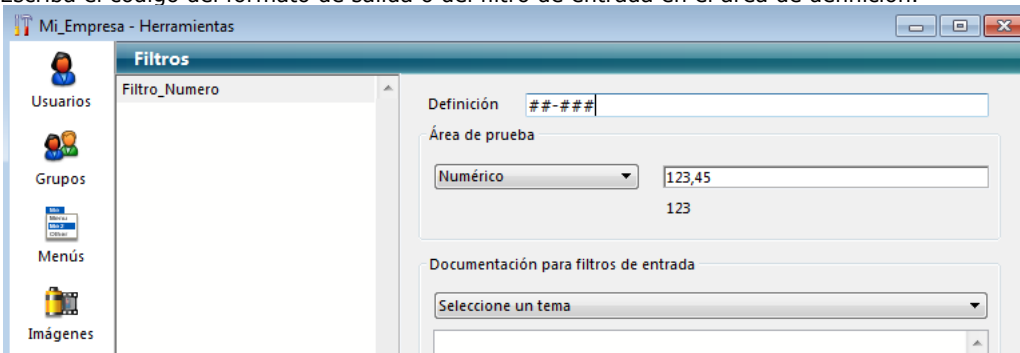 Escriba el código del formato de salida o del filtro de entrada en el área de definición.
Mi_Empresa - Herramientas
Filtros
Usuarios
Filtro_Numero
Definición ##-###
Área de prueba
Grupos
Numérico 123,45
123
Menús
Documentación para filtros de entrada
Seleccione un tema
Imágenes